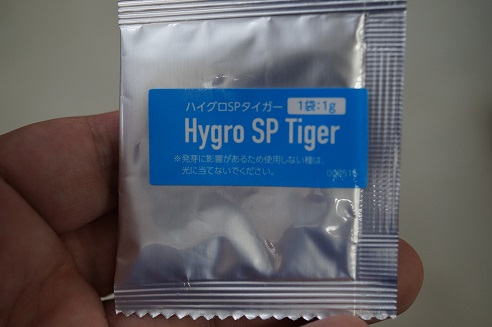 ハイグロSPタイガー 1袋:1g
Hygro SP Tiger
※発芽に影響があるため使用しない種は、
光に当てないでください。